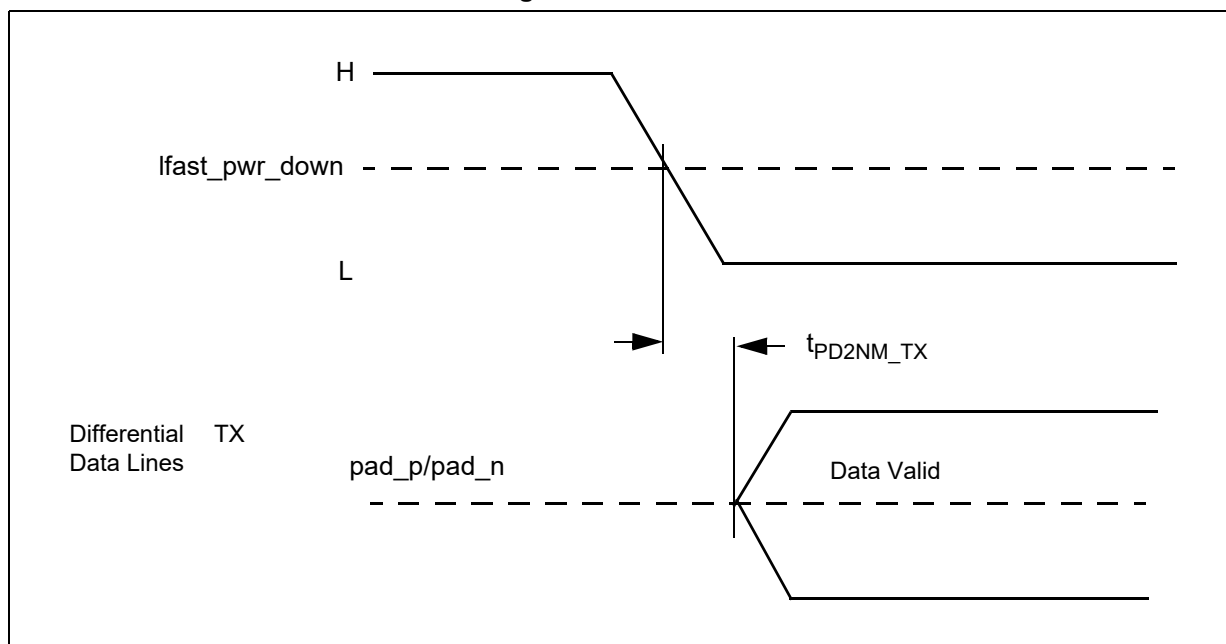 H
lfast_pwr_down
L
tPD2NM_TX
Differential TX
Data Lines
pad_p/pad_n
Data Valid